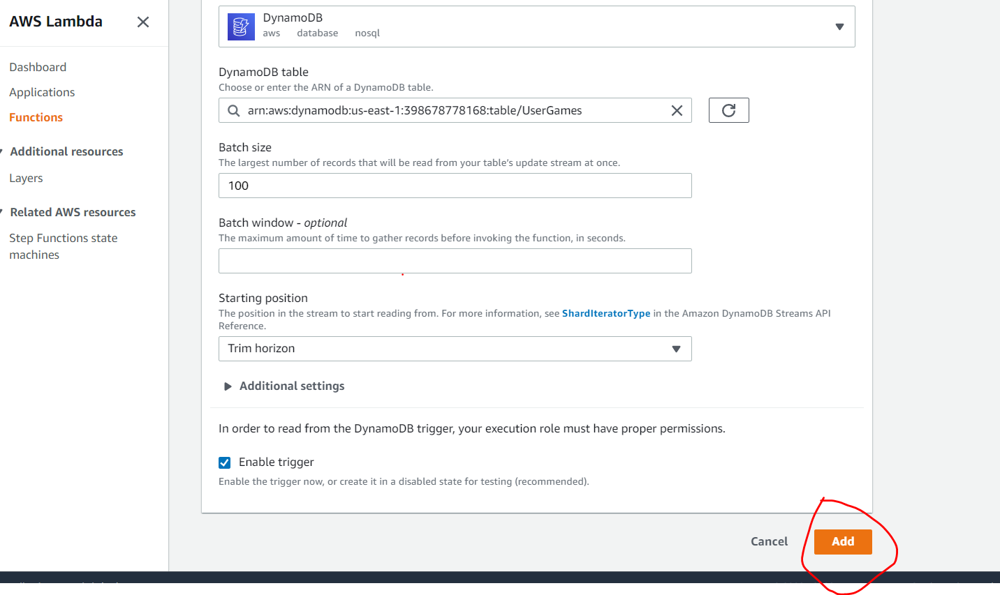 AWS Lambda
Dashboard
Applications
Functions
Additional resources
Layers
Related AWS resources
Step Functions state
machines
DynamoDB
aws database nosql
DynamoDB table
Choose or enter the ARN of a DynamoDB table.
arn:aws:dynamodb:us-east-1:398678778168:table/UserGames
Batch size
The largest number of records that will be read from your table's update stream at once.
100
Batch window - optional
The maximum amount of time to gather records before invoking the function, in seconds.
Starting position
The position in the stream to start reading from. For more information, see ShardIteratorType in the Amazon DynamoDB Streams API
Reference.
Trim horizon
Additional settings
In order to read from the DynamoDB trigger, your execution role must have proper permissions.
Enable trigger
Enable the trigger now, or create it in a disabled state for testing (recommended).
Cancel
Add